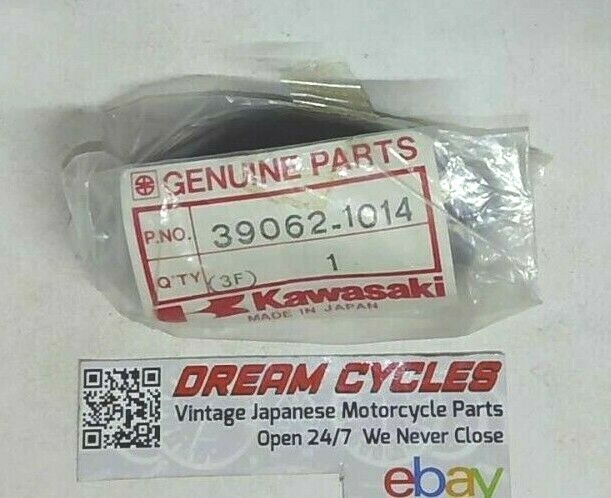 GENUINE PARTS
P.NO. 39062-1014
Q'TY (3F) 1
Kawasaki
MADE IN JAPAN
DREAM CYCLES
Vintage Japanese Motorcycle Parts
Open 24/7 We Never Close
ebay